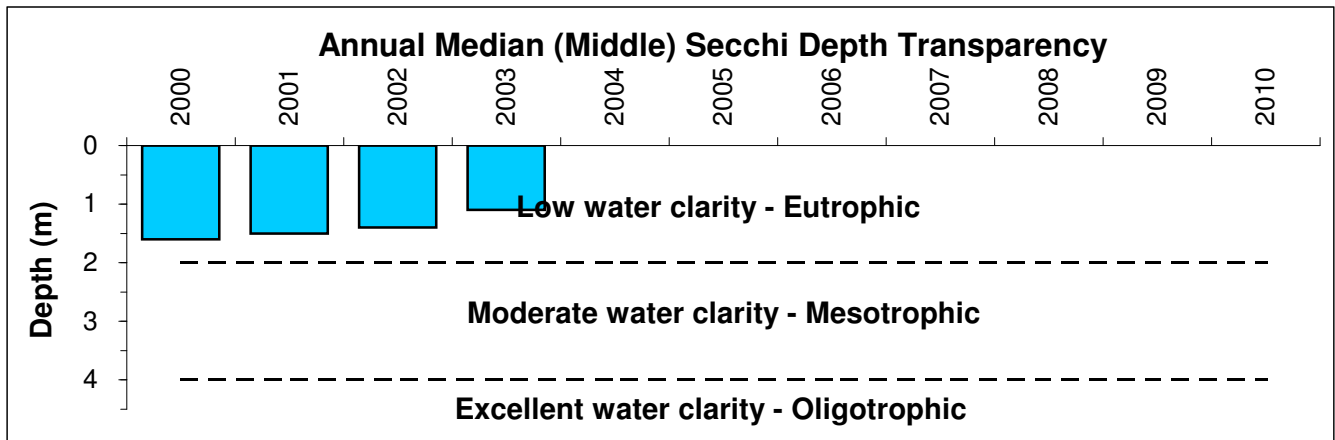 Annual Median (Middle) Secchi Depth Transparency
2000 2001 2002 2003 2004 2005 2006 2007 2008 2009 2010
Depth (m)
0
1
Low water clarity - Eutrophic
2
3
Moderate water clarity - Mesotrophic
4
Excellent water clarity - Oligotrophic